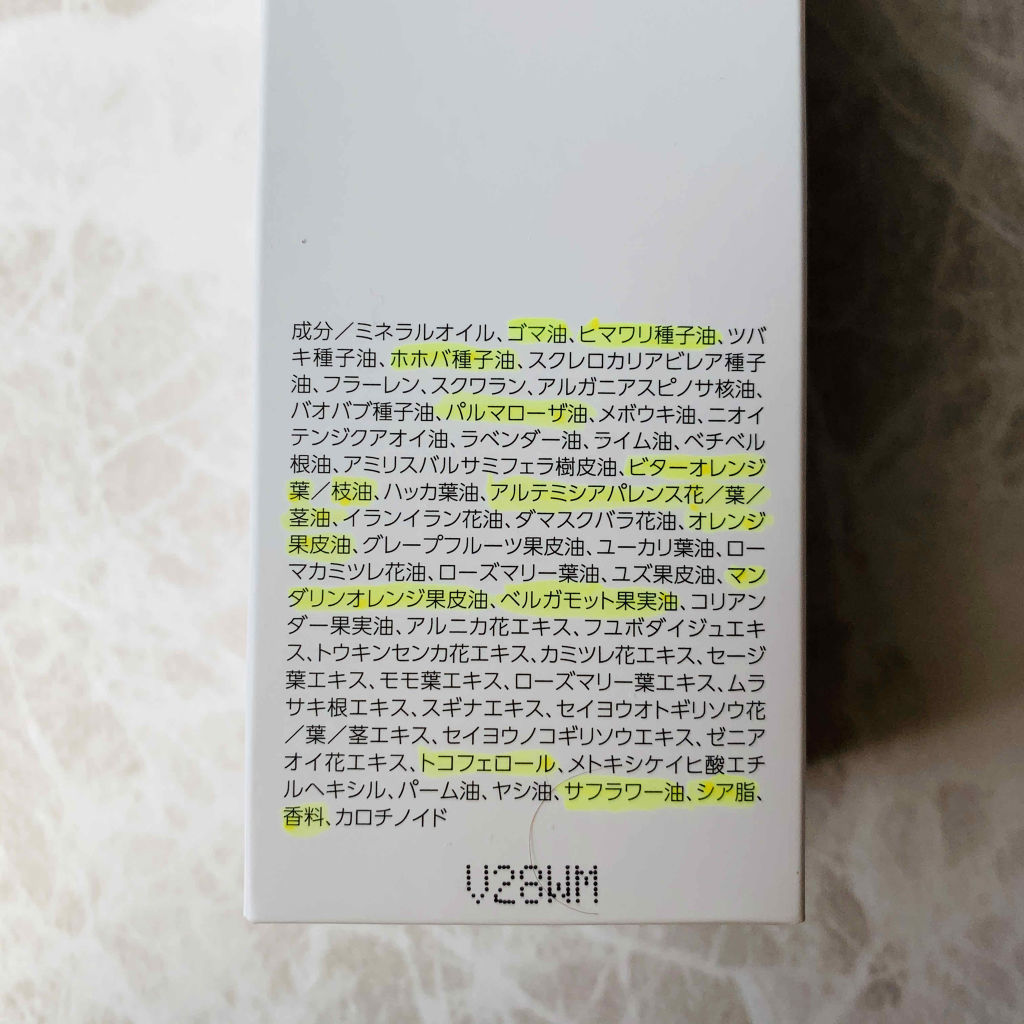 成分／ミネラルオイル、ゴマ油、ヒマワリ種子油、ツバ
キ種子油、ホホバ種子油、スクレロカリアビレア種子
油、フラーレン、スクワラン、アルガニアスピノサ核油、
バオバブ種子油、パルマローザ油、メボウキ油、ニオイ
テンジクアオイ油、ラベンダー油、ライム油、ベチベル
根油、アミリスバルサミフェラ樹皮油、ビターオレンジ
葉／枝油、ハッカ葉油、アルテミシアパレンス花／葉／
茎油、イランイラン花油、ダマスクバラ花油、オレンジ
果皮油、グレープフルーツ果皮油、ユーカリ葉油、ロー
マカミツレ花油、ローズマリー葉油、ユズ果皮油、マン
ダリンオレンジ果皮油、ベルガモット果実油、コリアン
ダー果実油、アルニカ花エキス、フユボダイジュエキ
ス、トウキンセンカ花エキス、カミツレ花エキス、セージ
葉エキス、モモ葉エキス、ローズマリー葉エキス、ムラ
サキ根エキス、スギナエキス、セイヨウオトギリソウ花
／葉／茎エキス、セイヨウノコギリソウエキス、ゼニア
オイ花エキス、トコフェロール、メトキシケイヒ酸エチ
ルヘキシル、パーム油、ヤシ油、サフラワー油、シア脂、
香料、カロチノイド
V28WM